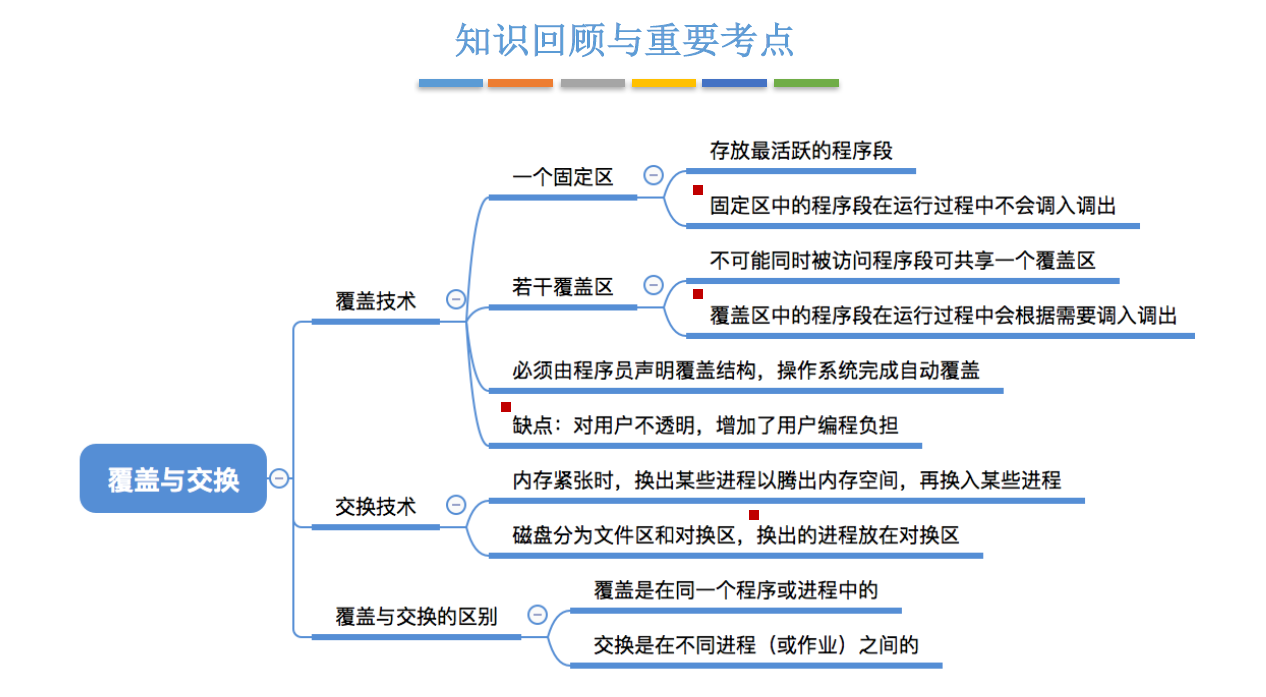 知识回顾与重要考点
存放最活跃的程序段
一个固定区
固定区中的程序段在运行过程中不会调入调出
不可能同时被访问程序段可共享一个覆盖区
若干覆盖区
覆盖技术
覆盖区中的程序段在运行过程中会根据需要调入调出
必须由程序员声明覆盖结构，操作系统完成自动覆盖
缺点：对用户不透明，增加了用户编程负担
覆盖与交换
内存紧张时，换出某些进程以腾出内存空间，再换入某些进程
交换技术
磁盘分为文件区和对换区，换出的进程放在对换区
覆盖是在同一个程序或进程中的
覆盖与交换的区别
交换是在不同进程（或作业）之间的